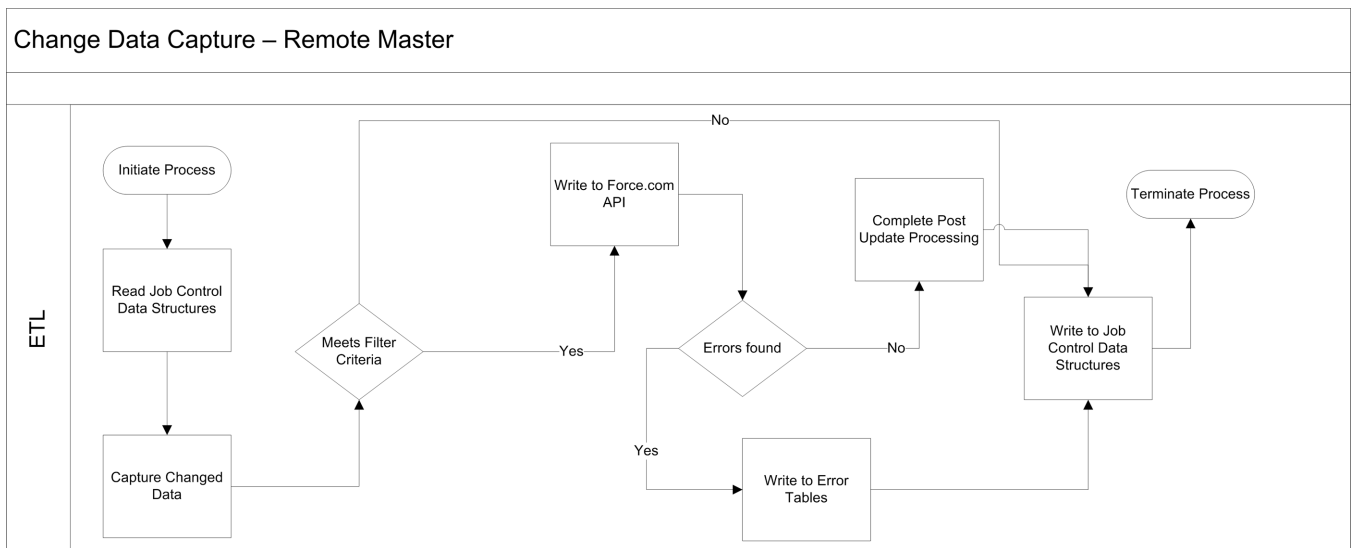 Change Data Capture – Remote Master
ETL
Initiate Process
Read Job Control
Data Structures
Capture Changed
Data
Meets Filter
Criteria
No
Yes
Write to Force.com
API
Errors found
Yes
No
Write to Error
Tables
Complete Post
Update Processing
Write to Job
Control Data
Structures
Terminate Process